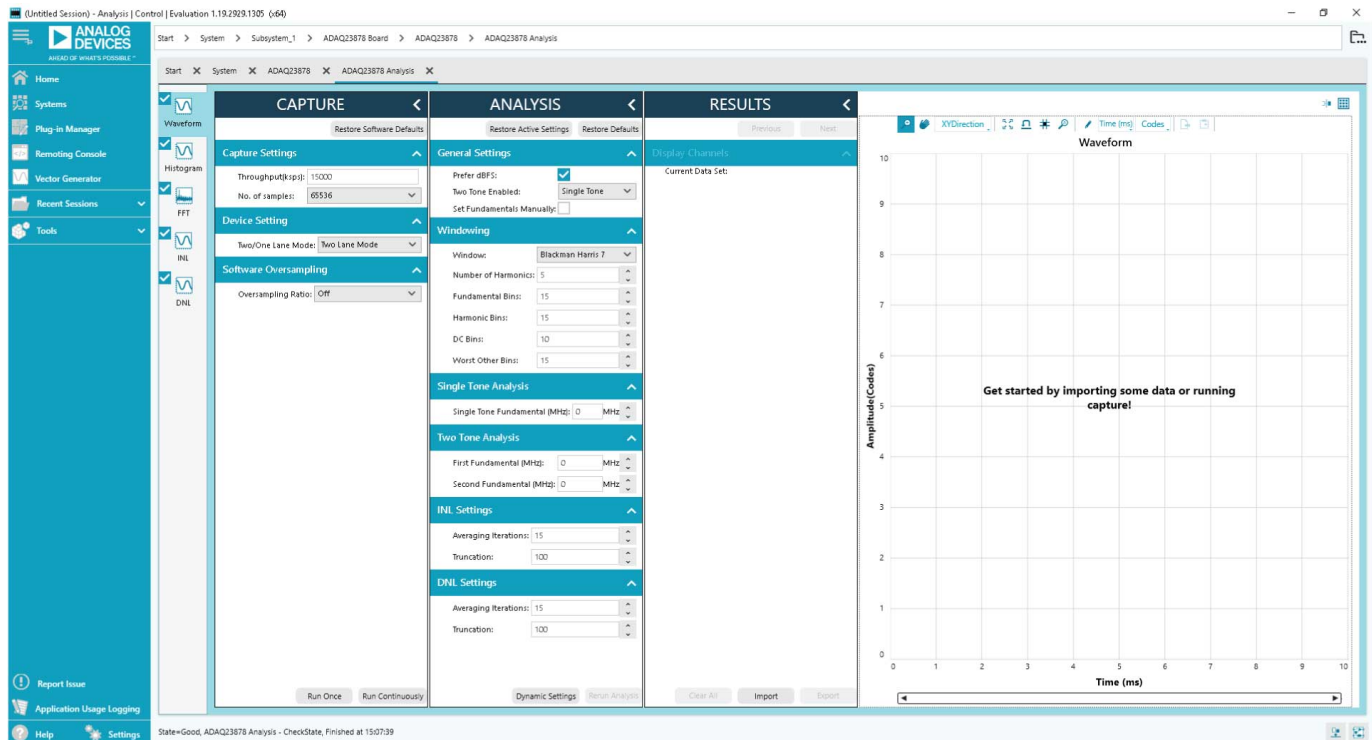 (Untitled Session) - Analysis | Control | Evaluation 1.19.2929.1305 (x64)
ANALOG
DEVICES
AHEAD OF WHAT'S POSSIBLE™
Home
Systems
Plug-in Manager
Remoting Console
Vector Generator
Recent Sessions
Tools
Report Issue
Application Usage Logging
Help Settings
Start > System > Subsystem_1 > ADAQ23878 Board > ADAQ23878 > ADAQ23878 Analysis
Start System ADAQ23878 ADAQ23878 Analysis
Waveform
Histogram
FFT
INL
DNL
CAPTURE
Restore Software Defaults
Capture Settings
Throughput(ksps): 15000
No. of samples: 65536
Device Setting
Two/One Lane Mode: Two Lane Mode
Software Oversampling
Oversampling Ratio: Off
Run Once Run Continuously
ANALYSIS
Restore Active Settings Restore Defaults
General Settings
Prefer dBFS:
Two Tone Enabled: Single Tone
Set Fundamentals Manually:
Windowing
Window: Blackman Harris 7
Number of Harmonics: 5
Fundamental Bins: 15
Harmonic Bins: 15
DC Bins: 10
Worst Other Bins: 15
Single Tone Analysis
Single Tone Fundamental (MHz): 0 MHz
Two Tone Analysis
First Fundamental (MHz): 0 MHz
Second Fundamental (MHz): 0 MHz
INL Settings
Averaging Iterations: 15
Truncation: 100
DNL Settings
Averaging Iterations: 15
Truncation: 100
Dynamic Settings Rerun Analysis
RESULTS
Previous Next
Display Channels
Current Data Set:
Clear All Import Export
XYDirection Time (ms) Codes
Waveform
10
9
8
7
6
5
4
3
2
1
0
Amplitude(Codes)
Get started by importing some data or running
capture!
0 1 2 3 4 5 6 7 8 9 10
Time (ms)
State=Good, ADAQ23878 Analysis - CheckState, Finished at 15:07:39